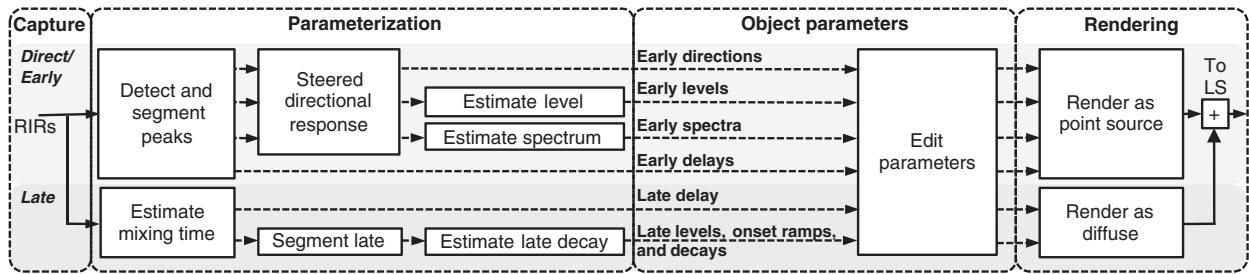 Capture
Parameterization
Object parameters
Rendering
Direct/
Early
RIRs
Late
Detect and
segment
peaks
Steered
directional
response
Estimate level
Estimate spectrum
Early directions
Early levels
Early spectra
Early delays
Edit
parameters
Render as
point source
To
LS
+
Estimate
mixing time
Segment late
Estimate late decay
Late delay
Late levels, onset ramps,
and decays
Render as
diffuse